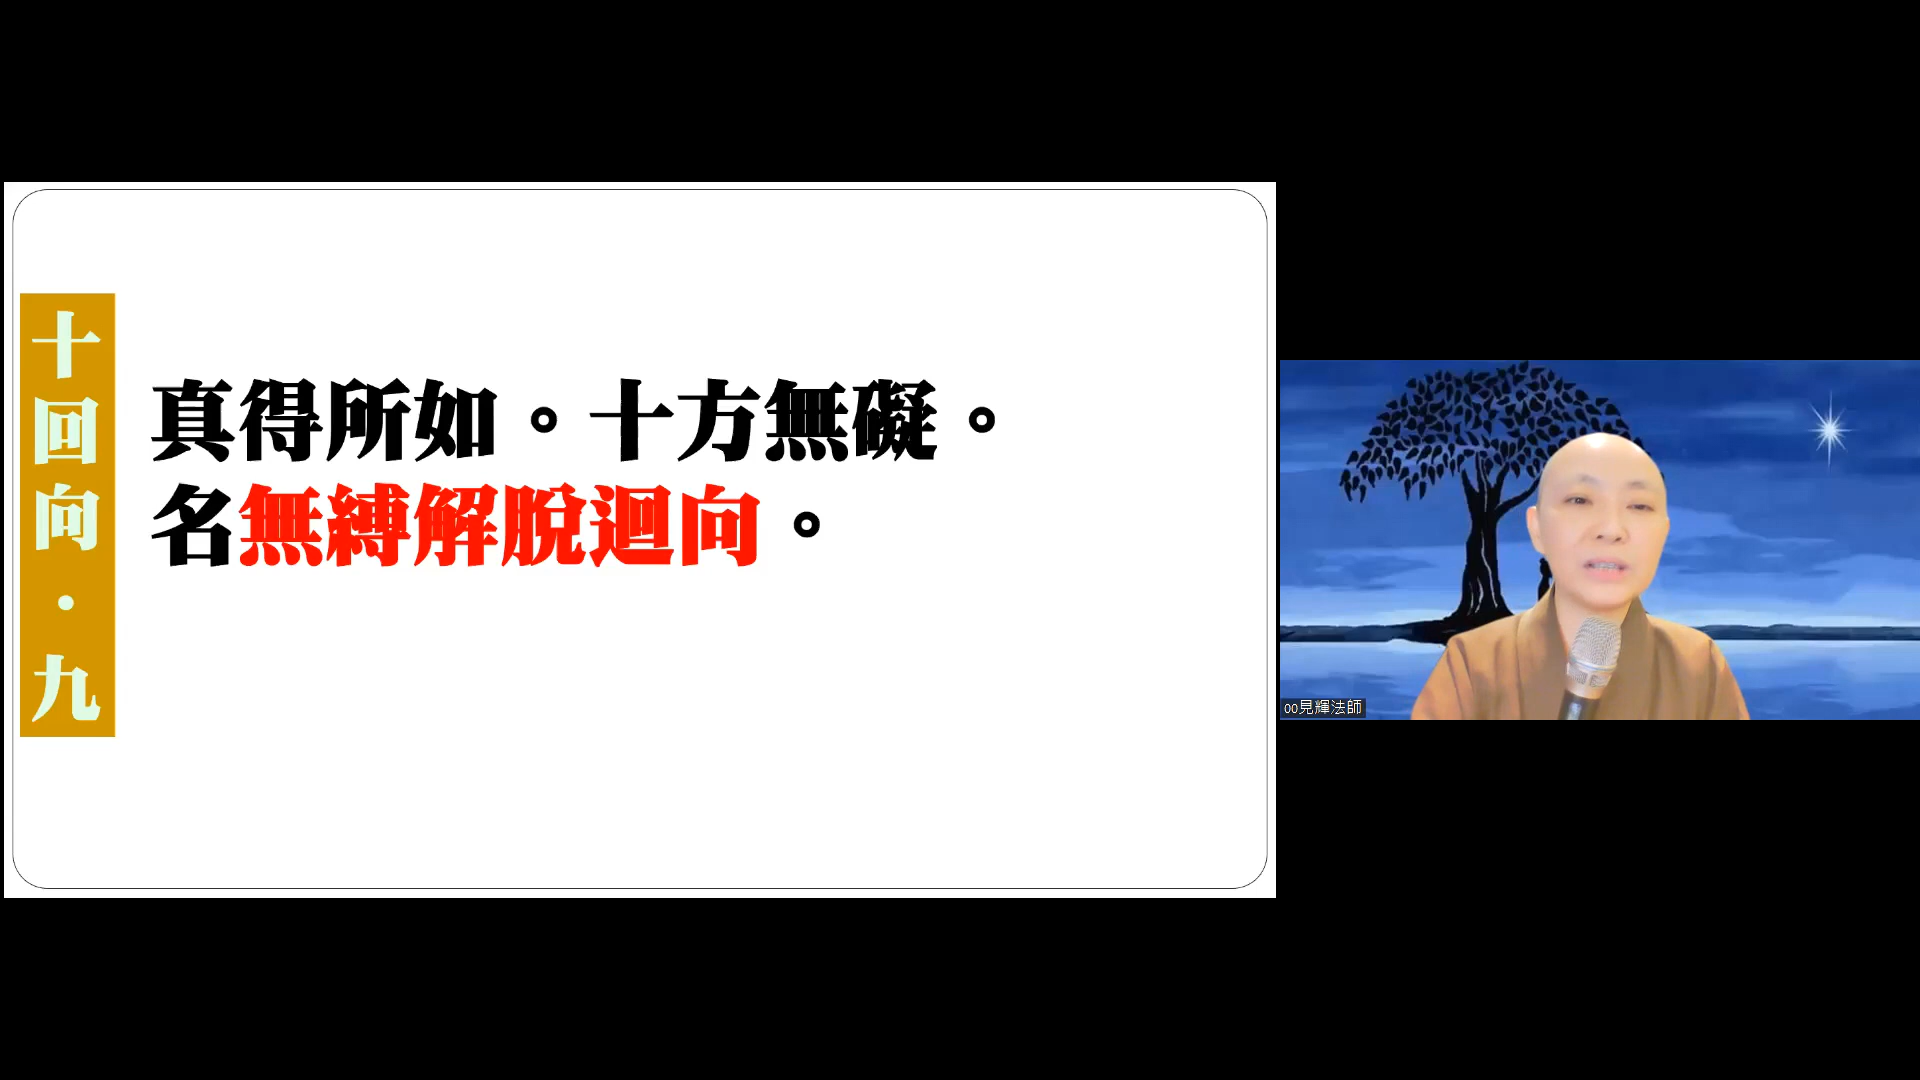 十回向·九
真得所如。十方無礙。
名無縛解脫迴向。
oo見輝法師